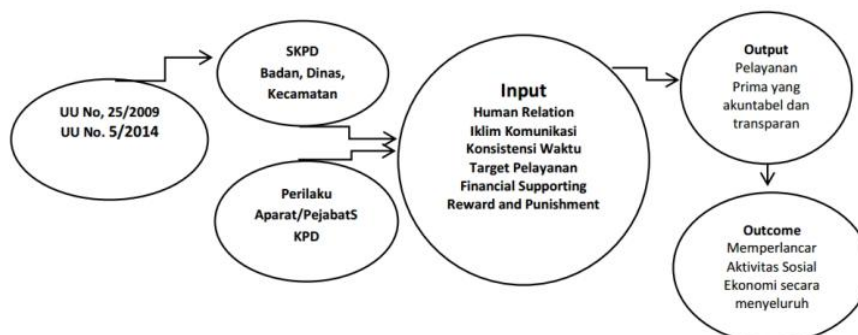 UU No, 25/2009
UU No. 5/2014
SKPD
Badan, Dinas,
Kecamatan
Perilaku
Aparat/PejabatS
KPD
Input
Human Relation
Iklim Komunikasi
Konsistensi Waktu
Target Pelayanan
Financial Supporting
Reward and Punishment
Output
Pelayanan
Prima yang
akuntabel dan
transparan
Outcome
Memperlancar
Aktivitas Sosial
Ekonomi secara
menyeluruh